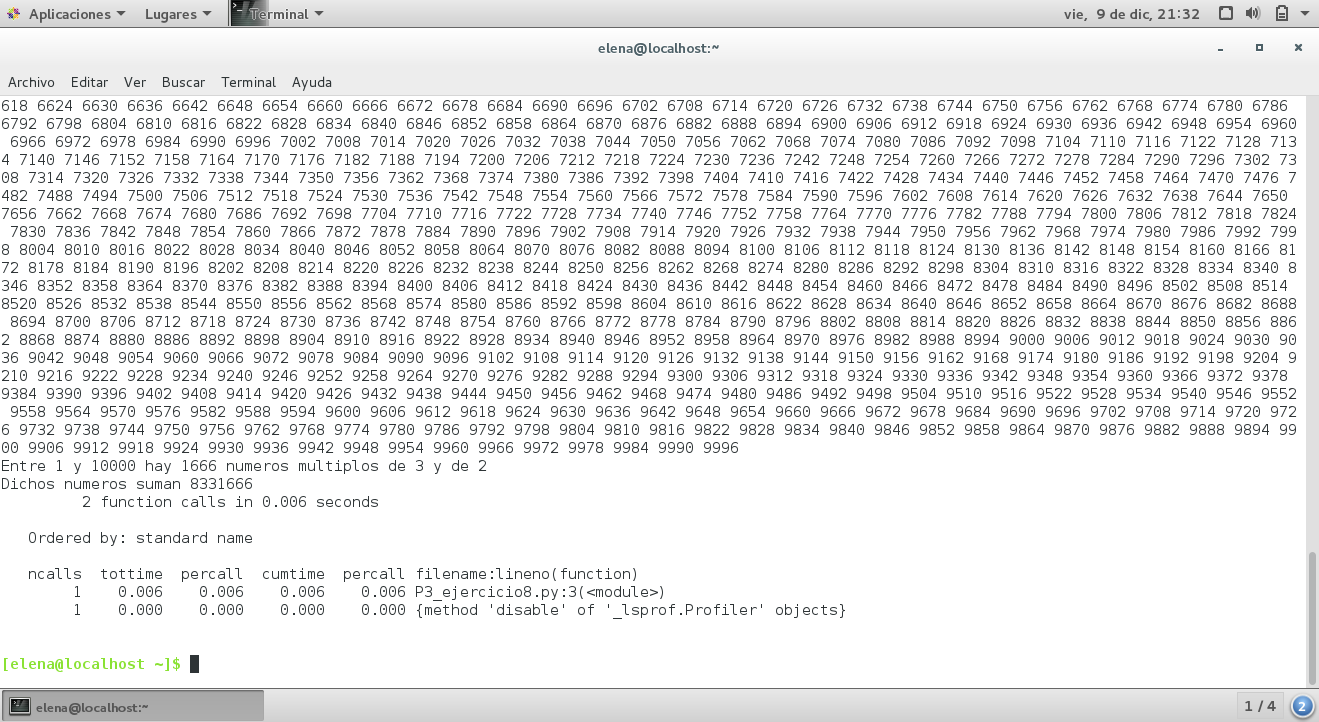 Aplicaciones Lugares Terminal vie, 9 de dic, 21:32
elena@localhost:~
Archivo Editar Ver Buscar Terminal Ayuda
618 6624 6630 6636 6642 6648 6654 6660 6666 6672 6678 6684 6690 6696 6702 6708 6714 6720 6726 6732 6738 6744 6750 6756 6762 6768 6774 6780 6786
6792 6798 6804 6810 6816 6822 6828 6834 6840 6846 6852 6858 6864 6870 6876 6882 6888 6894 6900 6906 6912 6918 6924 6930 6936 6942 6948 6954 6960
6966 6972 6978 6984 6990 6996 7002 7008 7014 7020 7026 7032 7038 7044 7050 7056 7062 7068 7074 7080 7086 7092 7098 7104 7110 7116 7122 7128 713
4 7140 7146 7152 7158 7164 7170 7176 7182 7188 7194 7200 7206 7212 7218 7224 7230 7236 7242 7248 7254 7260 7266 7272 7278 7284 7290 7296 7302 73
08 7314 7320 7326 7332 7338 7344 7350 7356 7362 7368 7374 7380 7386 7392 7398 7404 7410 7416 7422 7428 7434 7440 7446 7452 7458 7464 7470 7476 7
482 7488 7494 7500 7506 7512 7518 7524 7530 7536 7542 7548 7554 7560 7566 7572 7578 7584 7590 7596 7602 7608 7614 7620 7626 7632 7638 7644 7650
7656 7662 7668 7674 7680 7686 7692 7698 7704 7710 7716 7722 7728 7734 7740 7746 7752 7758 7764 7770 7776 7782 7788 7794 7800 7806 7812 7818 7824
7830 7836 7842 7848 7854 7860 7866 7872 7878 7884 7890 7896 7902 7908 7914 7920 7926 7932 7938 7944 7950 7956 7962 7968 7974 7980 7986 7992 799
8 8004 8010 8016 8022 8028 8034 8040 8046 8052 8058 8064 8070 8076 8082 8088 8094 8100 8106 8112 8118 8124 8130 8136 8142 8148 8154 8160 8166 81
72 8178 8184 8190 8196 8202 8208 8214 8220 8226 8232 8238 8244 8250 8256 8262 8268 8274 8280 8286 8292 8298 8304 8310 8316 8322 8328 8334 8340 8
346 8352 8358 8364 8370 8376 8382 8388 8394 8400 8406 8412 8418 8424 8430 8436 8442 8448 8454 8460 8466 8472 8478 8484 8490 8496 8502 8508 8514
8520 8526 8532 8538 8544 8550 8556 8562 8568 8574 8580 8586 8592 8598 8604 8610 8616 8622 8628 8634 8640 8646 8652 8658 8664 8670 8676 8682 8688
8694 8700 8706 8712 8718 8724 8730 8736 8742 8748 8754 8760 8766 8772 8778 8784 8790 8796 8802 8808 8814 8820 8826 8832 8838 8844 8850 8856 886
2 8868 8874 8880 8886 8892 8898 8904 8910 8916 8922 8928 8934 8940 8946 8952 8958 8964 8970 8976 8982 8988 8994 9000 9006 9012 9018 9024 9030 90
36 9042 9048 9054 9060 9066 9072 9078 9084 9090 9096 9102 9108 9114 9120 9126 9132 9138 9144 9150 9156 9162 9168 9174 9180 9186 9192 9198 9204 9
210 9216 9222 9228 9234 9240 9246 9252 9258 9264 9270 9276 9282 9288 9294 9300 9306 9312 9318 9324 9330 9336 9342 9348 9354 9360 9366 9372 9378
9384 9390 9396 9402 9408 9414 9420 9426 9432 9438 9444 9450 9456 9462 9468 9474 9480 9486 9492 9498 9504 9510 9516 9522 9528 9534 9540 9546 9552
9558 9564 9570 9576 9582 9588 9594 9600 9606 9612 9618 9624 9630 9636 9642 9648 9654 9660 9666 9672 9678 9684 9690 9696 9702 9708 9714 9720 972
6 9732 9738 9744 9750 9756 9762 9768 9774 9780 9786 9792 9798 9804 9810 9816 9822 9828 9834 9840 9846 9852 9858 9864 9870 9876 9882 9888 9894 99
00 9906 9912 9918 9924 9930 9936 9942 9948 9954 9960 9966 9972 9978 9984 9990 9996
Entre 1 y 10000 hay 1666 numeros multiplos de 3 y de 2
Dichos numeros suman 8331666
2 function calls in 0.006 seconds
Ordered by: standard name
ncalls tottime percall cumtime percall filename:lineno(function)
1 0.006 0.006 0.006 0.006 P3_ejercicio8.py:3(<module>)
1 0.000 0.000 0.000 0.000 {method 'disable' of '_lsprof.Profiler' objects}
[elena@localhost ~]$
elena@localhost:~ 1 / 4 2